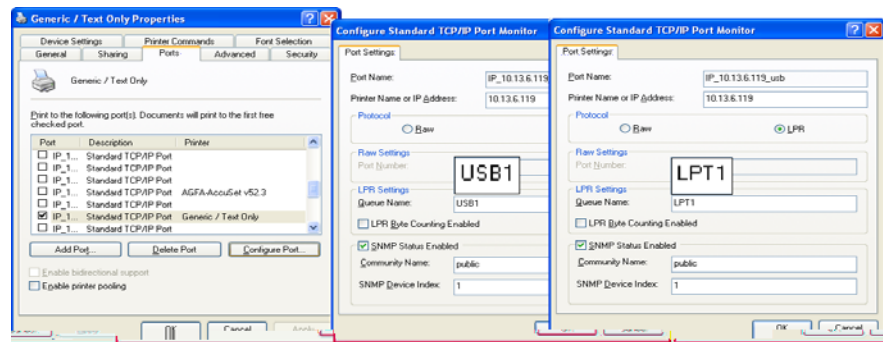 Generic / Text Only Properties
Device Settings Printer Commands Font Selection
General Sharing Ports Advanced Security
Generic / Text Only
Print to the following port(s). Documents will print to the first free
checked port.
Port Description Printer
IP_1... Standard TCP/IP Port
IP_1... Standard TCP/IP Port
IP_1... Standard TCP/IP Port
IP_1... Standard TCP/IP Port AGFA-AccuSet v52.3
IP_1... Standard TCP/IP Port Generic / Text Only
IP_1... Standard TCP/IP Port
Add Port... Delete Port Configure Port...
Enable bidirectional support
Enable printer pooling
OK Cancel Apply
Configure Standard TCP/IP Port Monitor
Port Settings
Port Name: IP_10.13.6.119
Printer Name or IP Address: 10.13.6.119
Protocol
Raw
Raw Settings
Port Number:
USB1
LPR Settings
Queue Name: USB1
LPR Byte Counting Enabled
SNMP Status Enabled
Community Name: public
SNMP Device Index: 1
Configure Standard TCP/IP Port Monitor
Port Settings
Port Name: IP_10.13.6.119_usb
Printer Name or IP Address: 10.13.6.119
Protocol
Raw LPR
Raw Settings
Port Number:
LPT1
LPR Settings
Queue Name: LPT1
LPR Byte Counting Enabled
SNMP Status Enabled
Community Name: public
SNMP Device Index: 1
OK Cancel